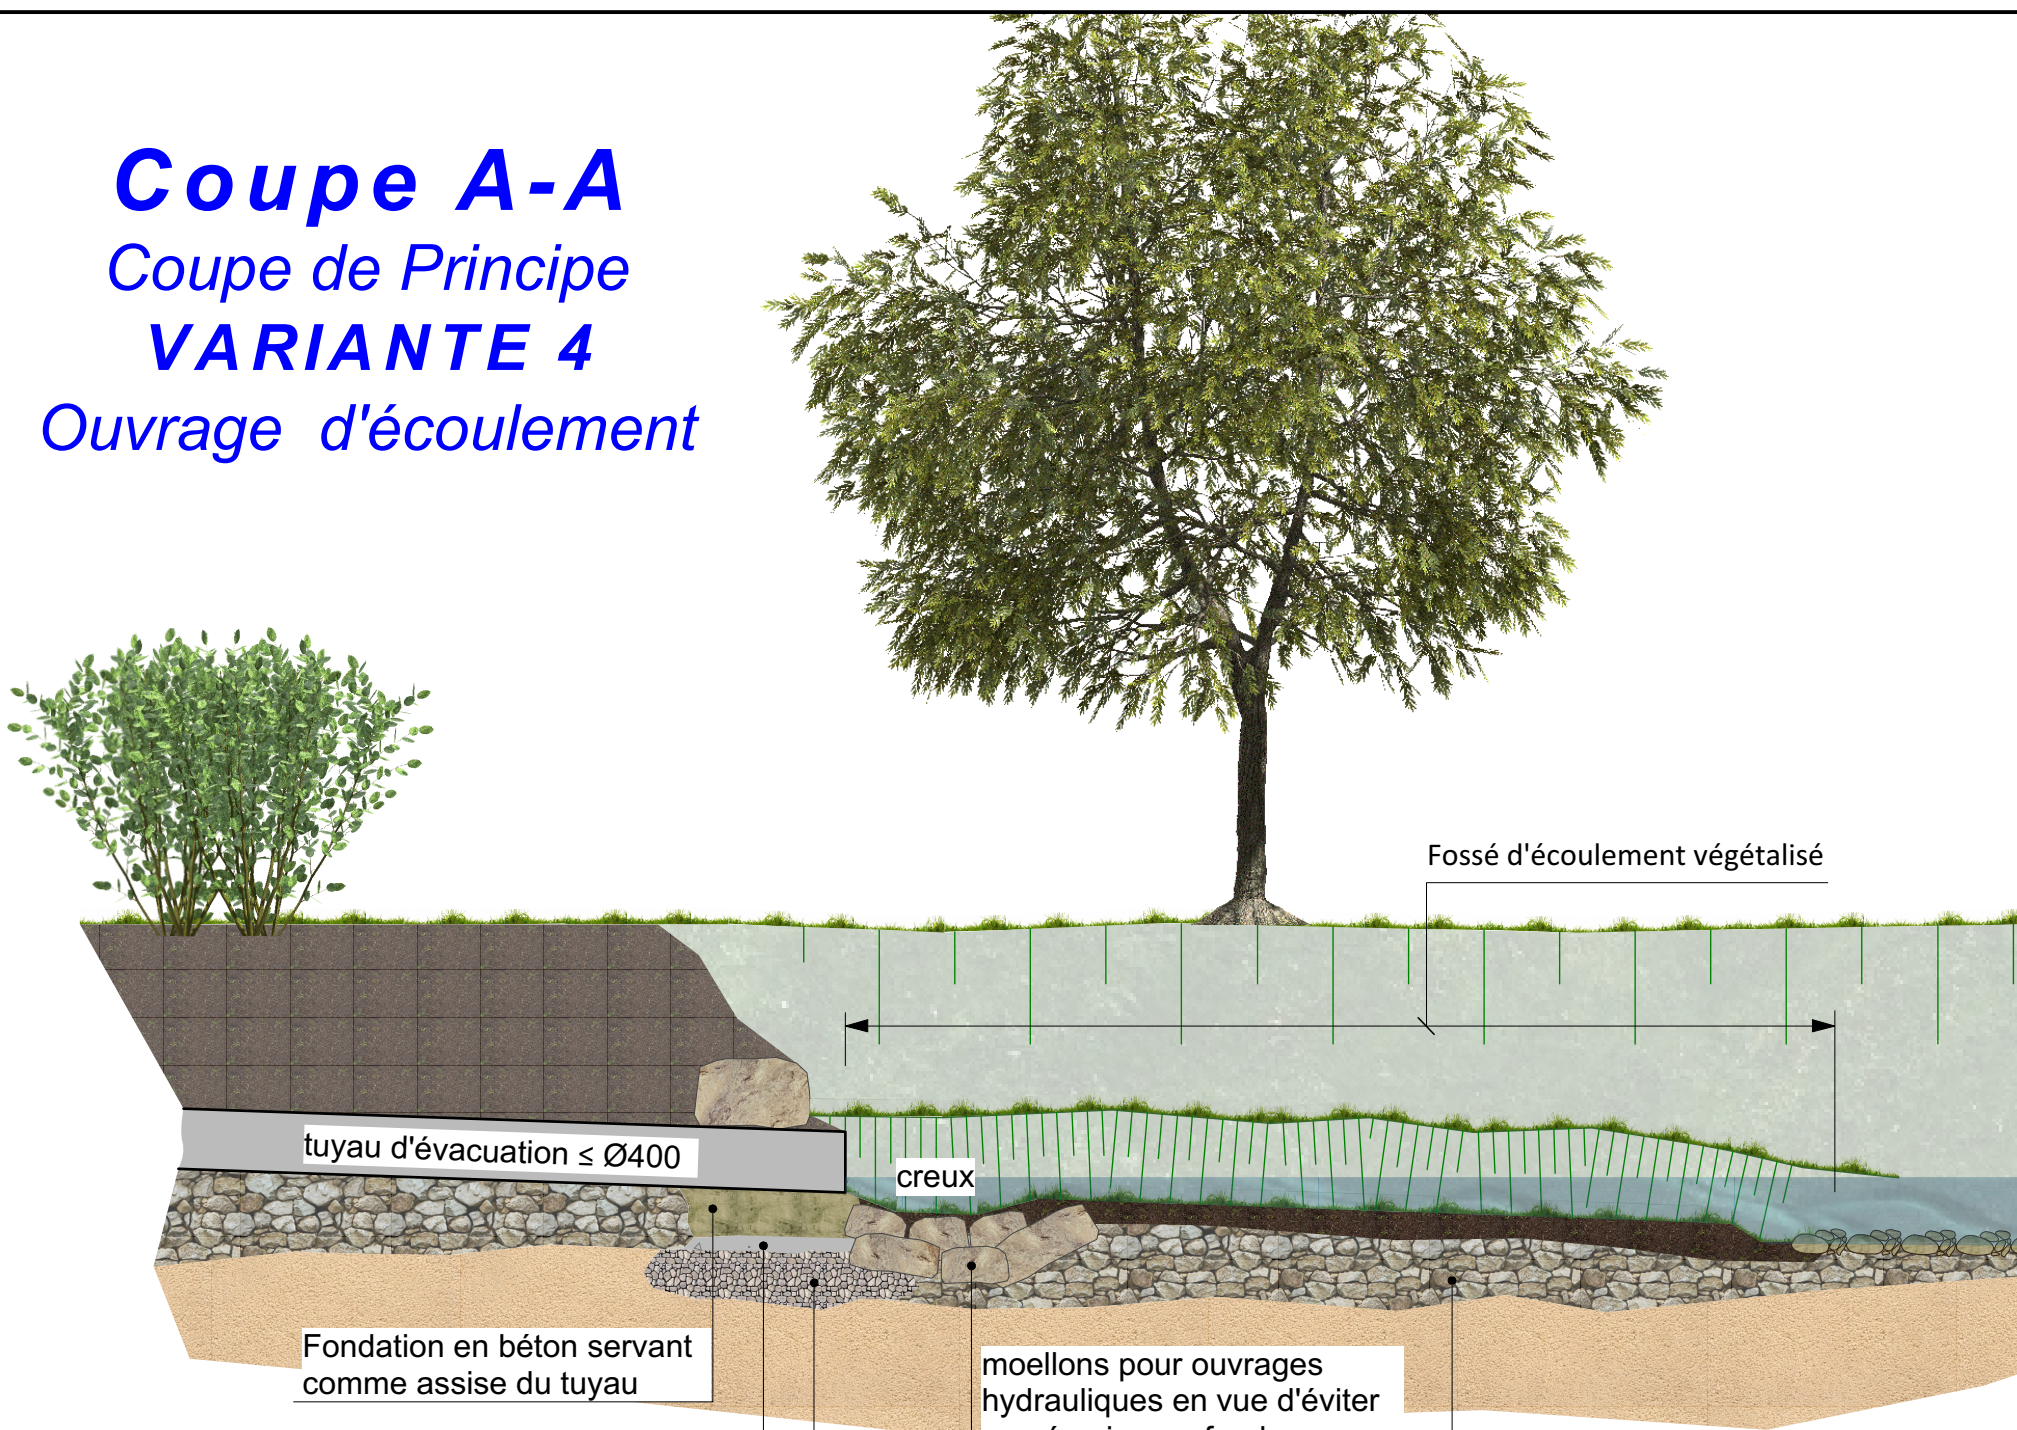 Coupe A-A
Coupe de Principe
VARIANTE 4
Ouvrage d'écoulement
Fossé d'écoulement végétalisé
tuyau d'évacuation ≤ Ø400
creux
Fondation en béton servant
comme assise du tuyau
moellons pour ouvrages
hydrauliques en vue d'éviter